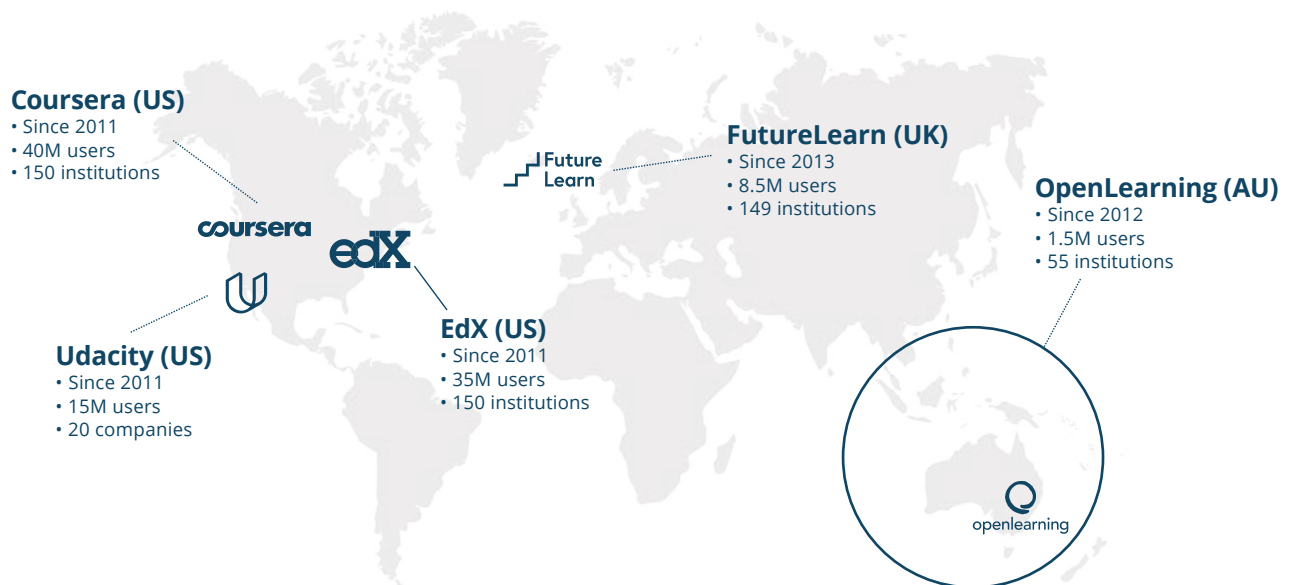 Coursera (US)
• Since 2011
• 40M users
• 150 institutions
FutureLearn (UK)
• Since 2013
• 8.5M users
• 149 institutions
Future
Learn
OpenLearning (AU)
• Since 2012
• 1.5M users
• 55 institutions
coursera
edX
EdX (US)
• Since 2011
• 35M users
• 150 institutions
Udacity (US)
• Since 2011
• 15M users
• 20 companies
openlearning